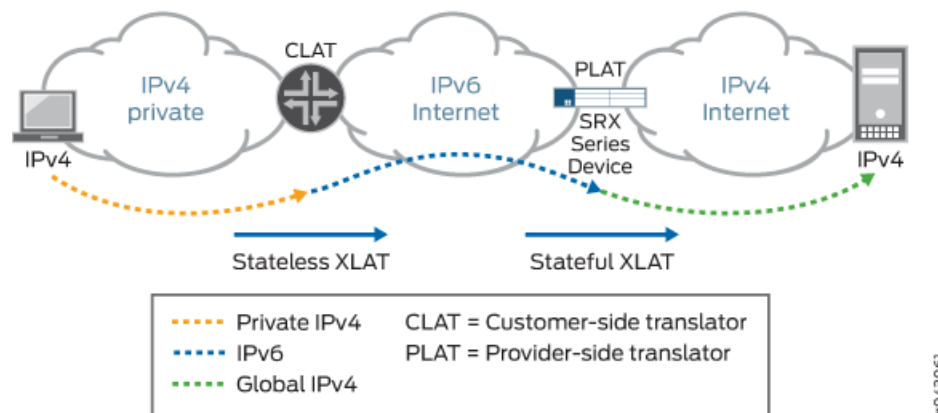 CLAT
IPv4
private
IPv6
Internet
PLAT
IPv4
Internet
SRX
Series
Device
IPv4
IPv4
Stateless XLAT
Stateful XLAT
Private IPv4
CLAT = Customer-side translator
IPv6
PLAT = Provider-side translator
Global IPv4